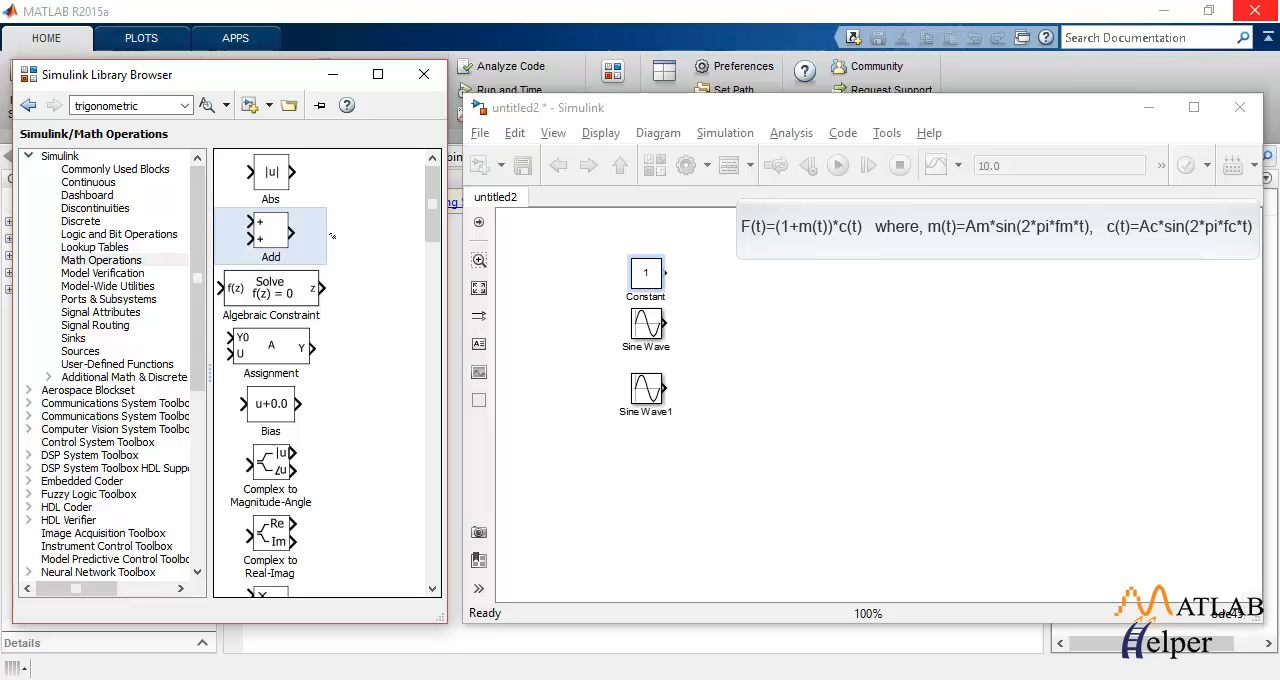 MATLAB R2015a
HOME PLOTS APPS
Search Documentation
Analyze Code
Run and Time
Preferences
Set Path
Community
Request Support
Simulink Library Browser
trigonometric
Simulink/Math Operations
Simulink
Commonly Used Blocks
Continuous
Dashboard
Discontinuities
Discrete
Logic and Bit Operations
Lookup Tables
Math Operations
Model Verification
Model-Wide Utilities
Ports & Subsystems
Signal Attributes
Signal Routing
Sinks
Sources
User-Defined Functions
Additional Math & Discrete
Aerospace Blockset
Communications System Toolbo
Communications System Toolbo
Computer Vision System Toolbo
Control System Toolbox
DSP System Toolbox
DSP System Toolbox HDL Supp
Embedded Coder
Fuzzy Logic Toolbox
HDL Coder
HDL Verifier
Image Acquisition Toolbox
Instrument Control Toolbox
Model Predictive Control Toolbo
Neural Network Toolbox
|u|
Abs
+
+
Add
f(z) Solve f(z) = 0 z
Algebraic Constraint
Y0
U A Y
Assignment
u+0.0
Bias
|u|
∠u
Complex to
Magnitude-Angle
Re
Im
Complex to
Real-Imag
untitled2 * - Simulink
File Edit View Display Diagram Simulation Analysis Code Tools Help
10.0
untitled2
F(t)=(1+m(t))*c(t) where, m(t)=Am*sin(2*pi*fm*t), c(t)=Ac*sin(2*pi*fc*t)
1
Constant
Sine Wave
Sine Wave1
Ready 100% ode45
MATLAB
Helper
Details